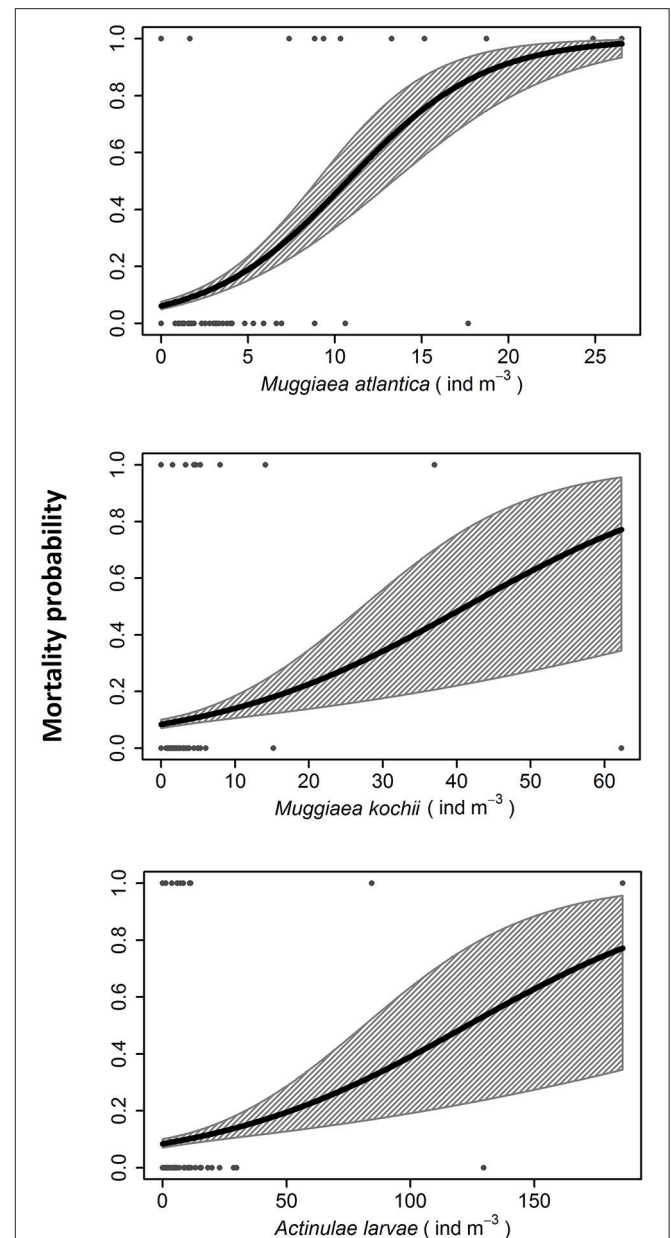 Mortality probability
1.0
0.8
0.6
0.4
0.2
0.0
0 5 10 15 20 25
Muggiaea atlantica ( ind m⁻³ )
1.0
0.8
0.6
0.4
0.2
0.0
0 10 20 30 40 50 60
Muggiaea kochii ( ind m⁻³ )
1.0
0.8
0.6
0.4
0.2
0.0
0 50 100 150
Actinulae larvae ( ind m⁻³ )